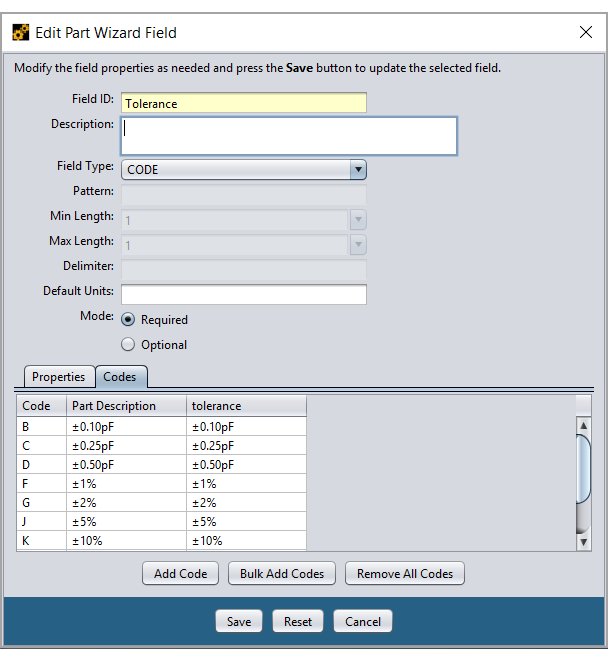 Edit Part Wizard Field
Modify the field properties as needed and press the Save button to update the selected field.
Field ID: Tolerance
Description:
Field Type: CODE
Pattern:
Min Length: 1
Max Length: 1
Delimiter:
Default Units:
Mode: Required
Optional
Properties Codes
Code Part Description tolerance
B ±0.10pF ±0.10pF
C ±0.25pF ±0.25pF
D ±0.50pF ±0.50pF
F ±1% ±1%
G ±2% ±2%
J ±5% ±5%
K ±10% ±10%
Add Code Bulk Add Codes Remove All Codes
Save Reset Cancel